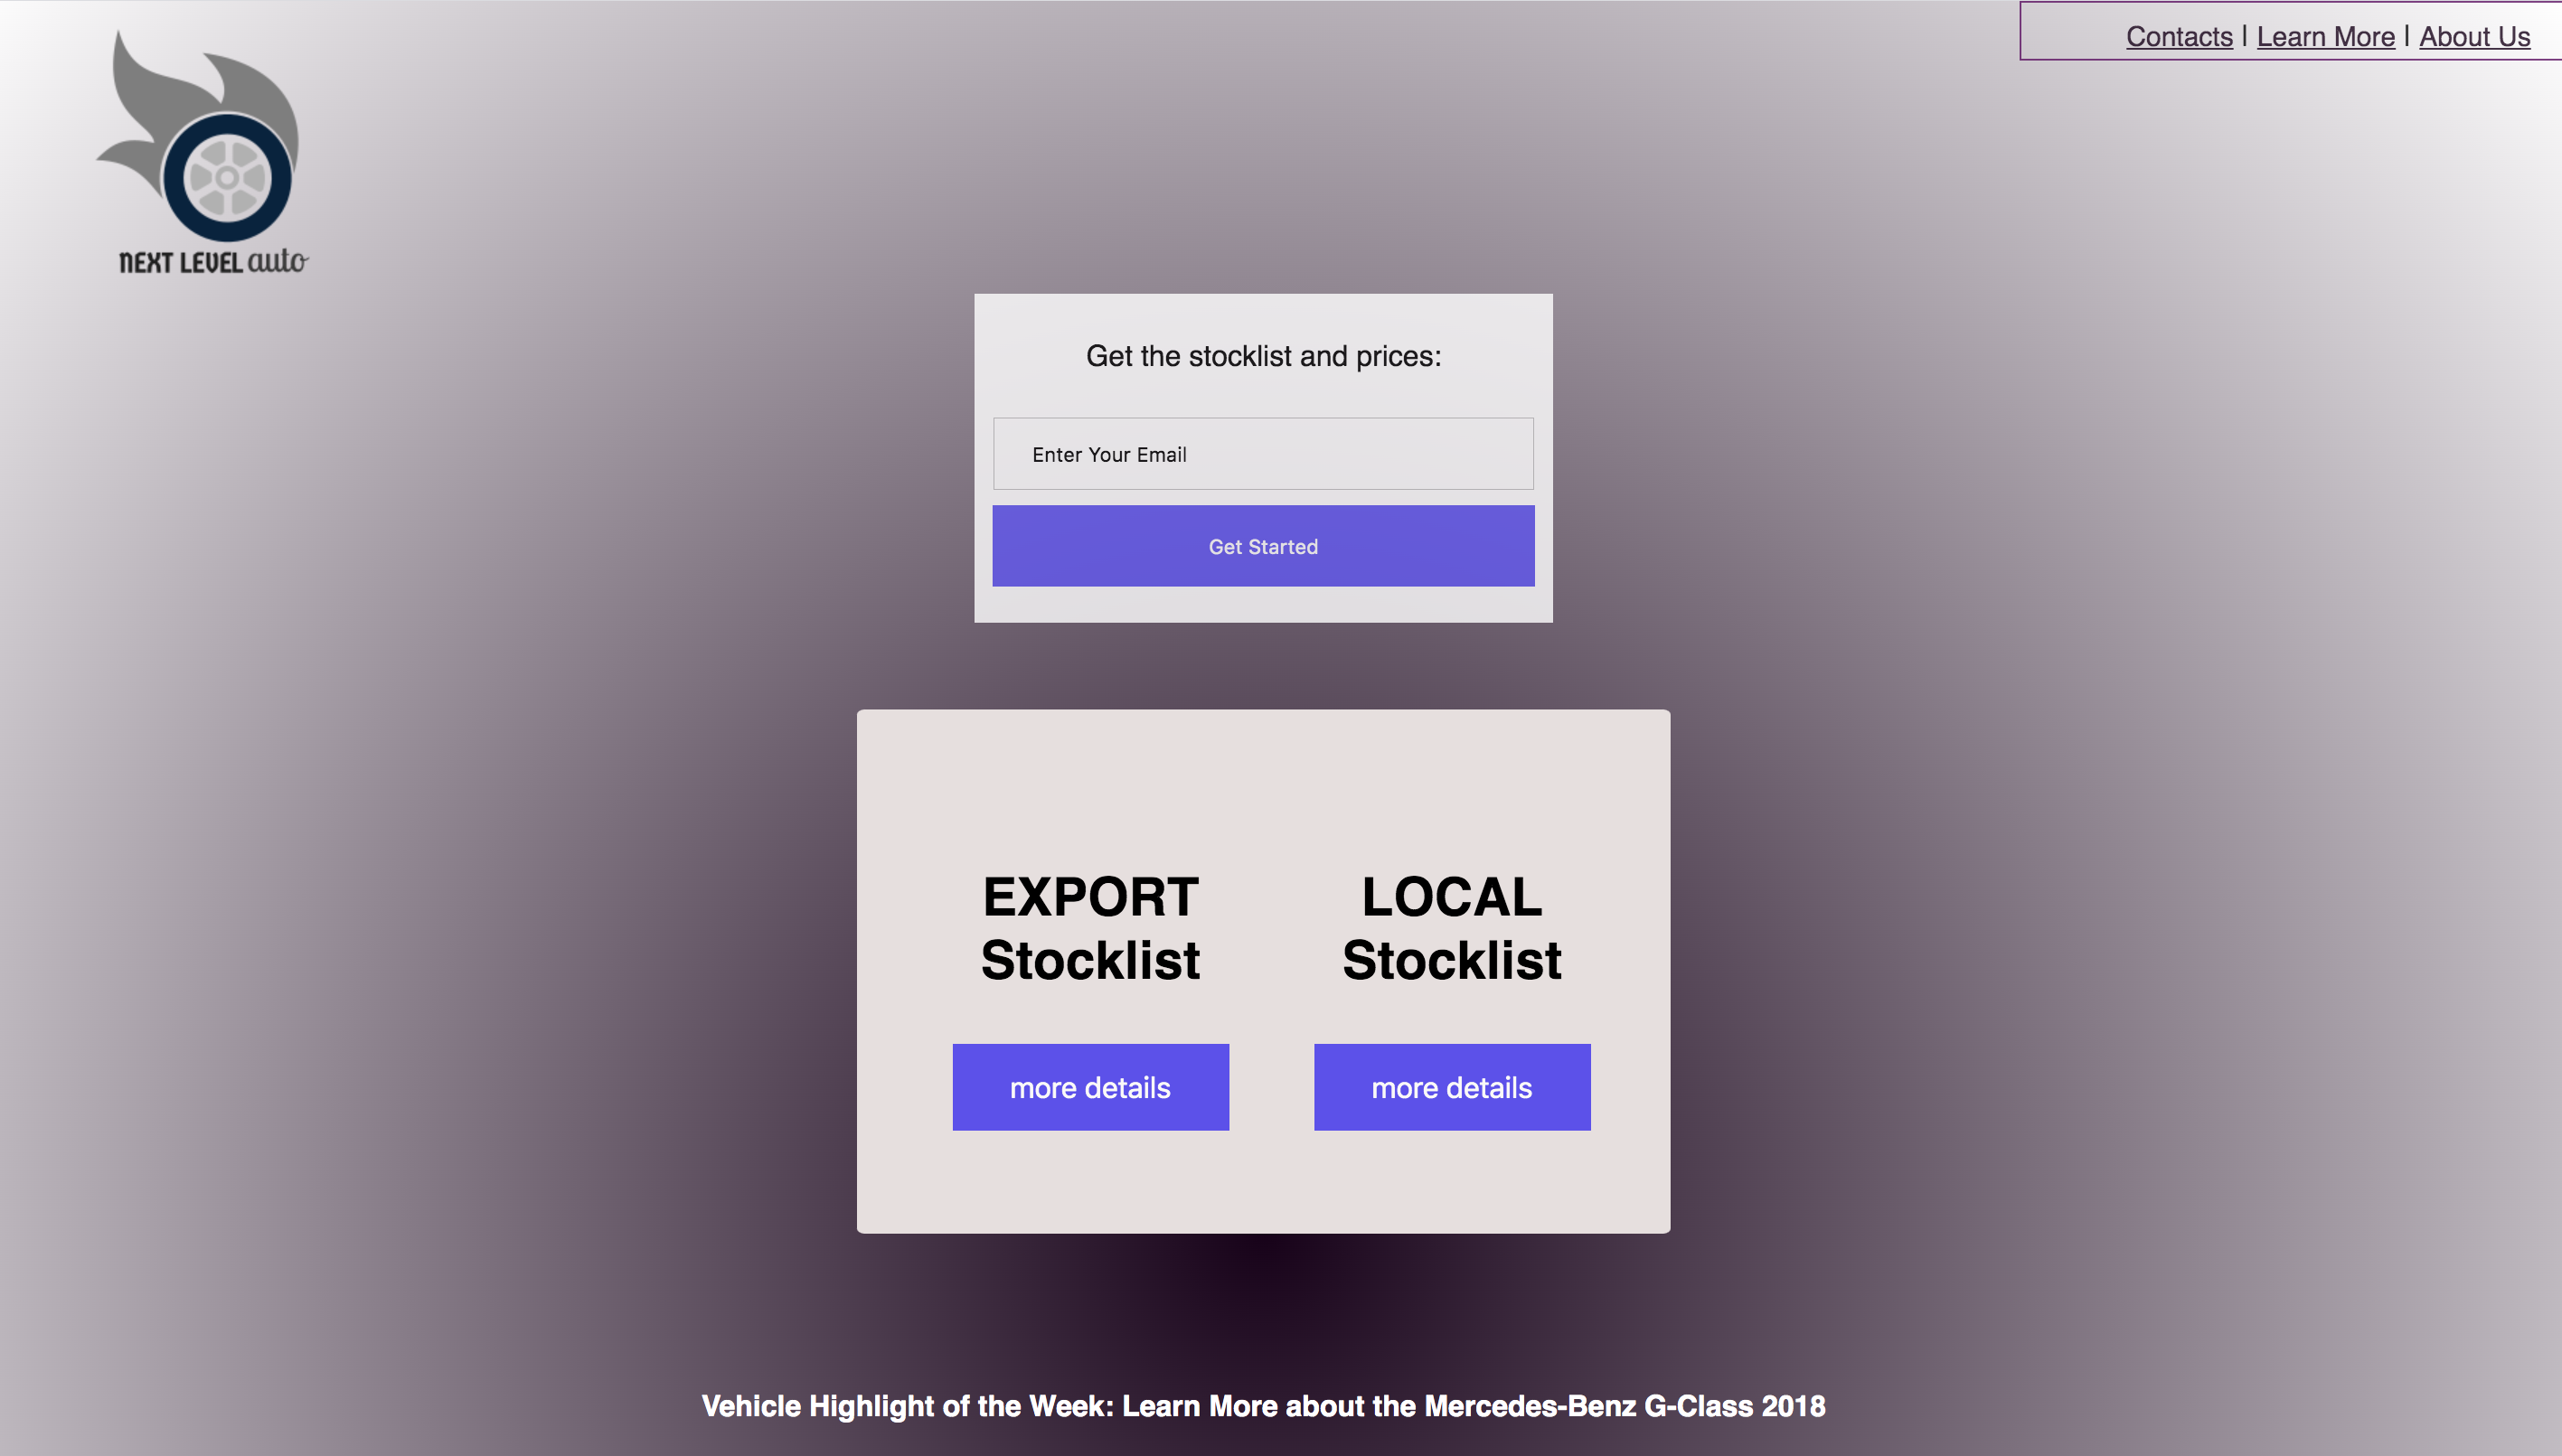 Contacts | Learn More | About Us
NEXT LEVEL auto
Get the stocklist and prices:
Enter Your Email
Get Started
EXPORT
Stocklist
more details
LOCAL
Stocklist
more details
Vehicle Highlight of the Week: Learn More about the Mercedes-Benz G-Class 2018